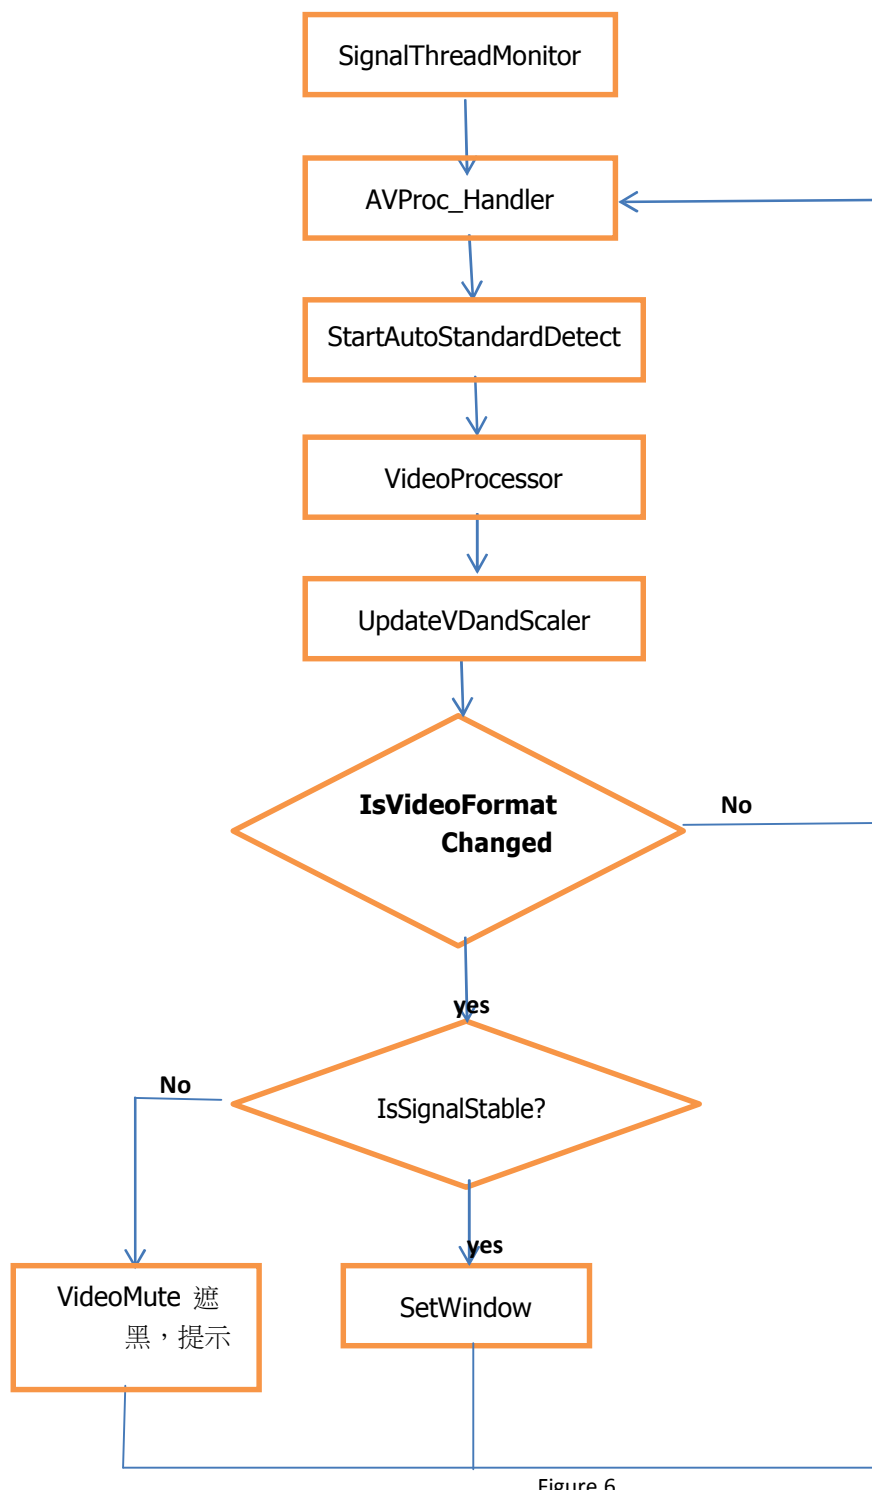 SignalThreadMonitor
AVProc_Handler
StartAutoStandardDetect
VideoProcessor
UpdateVDandScaler
IsVideoFormat
Changed
No
yes
No
IsSignalStable?
yes
VideoMute 遮
黑，提示
SetWindow
Figure 6